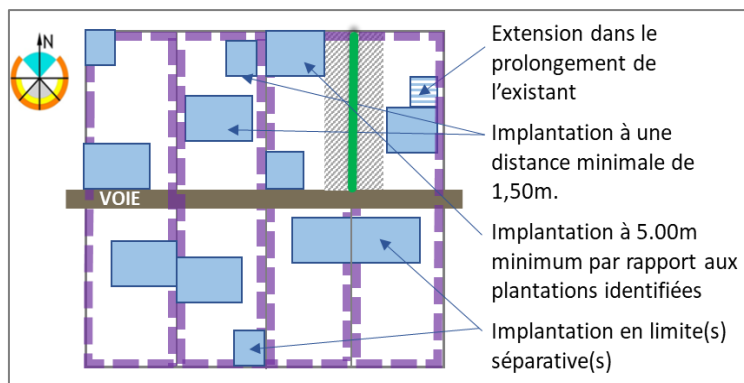 N
Extension dans le
prolongement de
l’existant
Implantation à une
distance minimale de
1,50m.
VOIE
Implantation à 5.00m
minimum par rapport aux
plantations identifiées
Implantation en limite(s)
séparative(s)